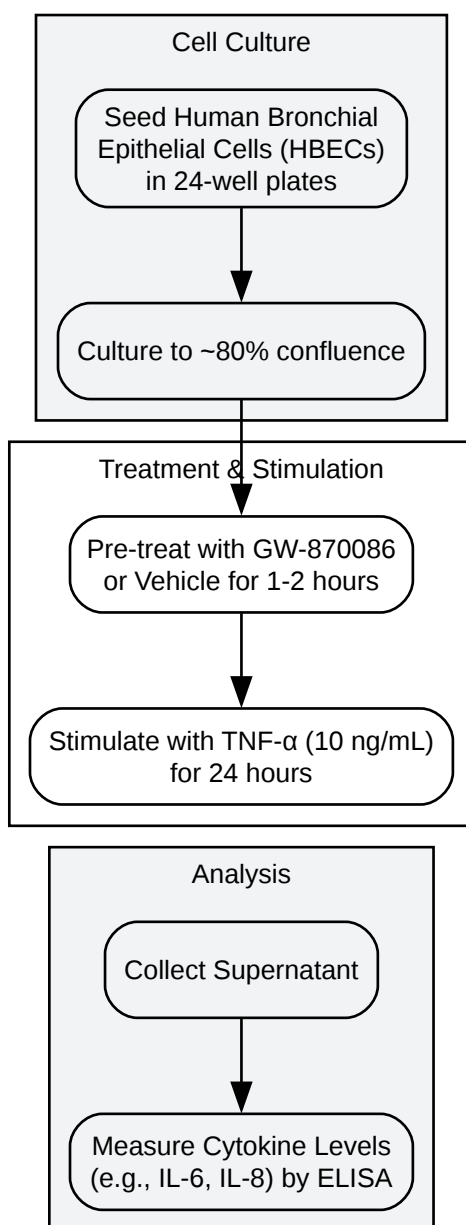 Cell Culture
Seed Human Bronchial
Epithelial Cells (HBECs)
in 24-well plates
Culture to ~80% confluence
Treatment & Stimulation
Pre-treat with GW-870086
or Vehicle for 1-2 hours
Stimulate with TNF-α (10 ng/mL)
for 24 hours
Analysis
Collect Supernatant
Measure Cytokine Levels
(e.g., IL-6, IL-8) by ELISA